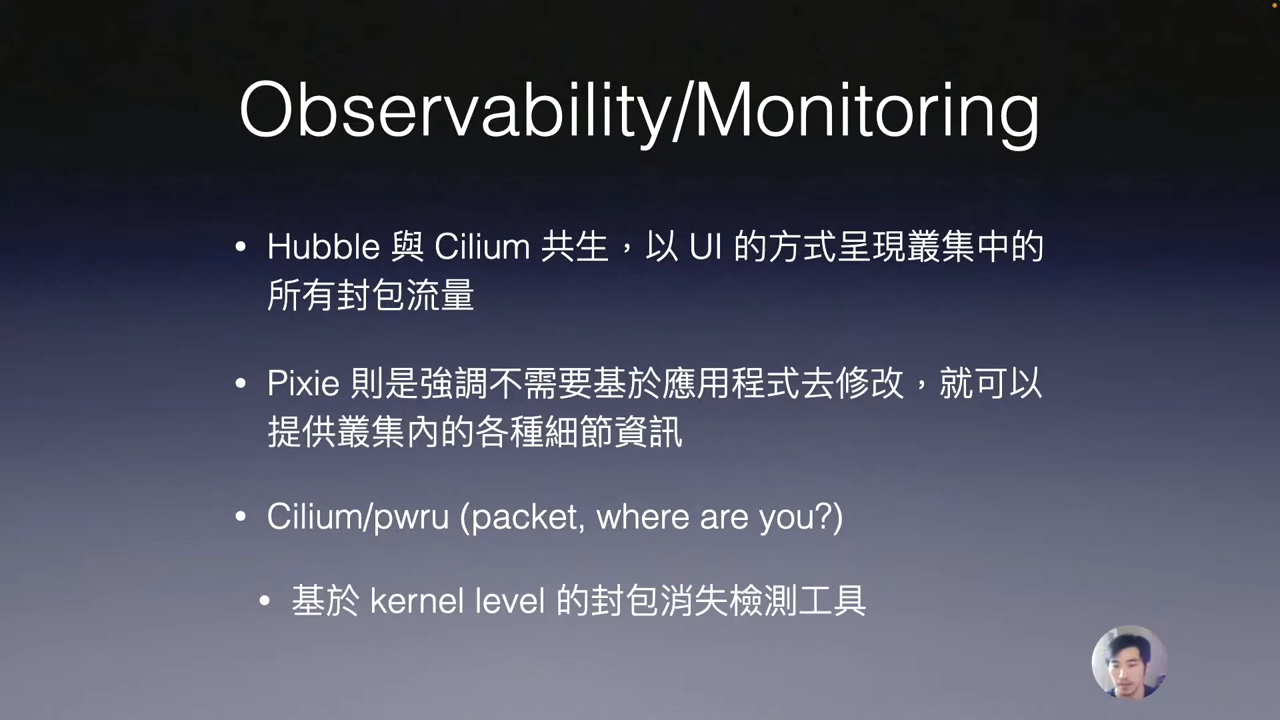 Observability/Monitoring
• Hubble 與 Cilium 共生，以 UI 的方式呈現叢集中的
所有封包流量
• Pixie 則是強調不需要基於應用程式去修改，就可以
提供叢集內的各種細節資訊
• Cilium/pwru (packet, where are you?)
• 基於 kernel level 的封包消失檢測工具